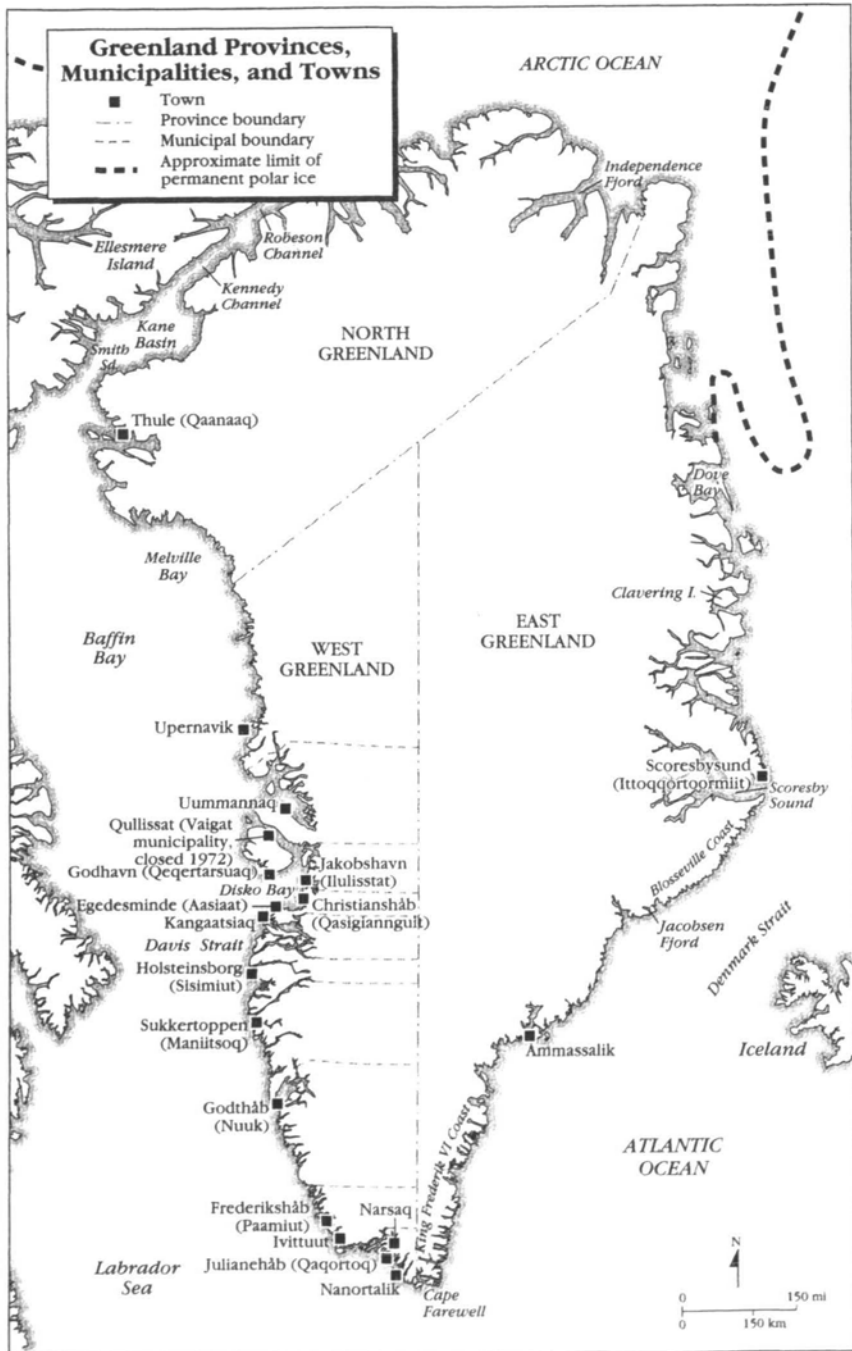 Greenland Provinces,
Municipalities, and Towns
Town
Province boundary
Municipal boundary
Approximate limit of
permanent polar ice
ARCTIC OCEAN
Independence
Fjord
Robeson
Channel
Ellesmere
Island
Kennedy
Channel
Kane
Basin
Smith
Sd.
NORTH
GREENLAND
Thule (Qaanaaq)
Dove
Bay
Melville
Bay
Clavering I.
Baffin
Bay
WEST
GREENLAND
EAST
GREENLAND
Upernavik
Scoresbysund
(Ittoqqortoormiit)
Scoresby
Sound
Uummannaq
Qullissat (Vaigat
municipality,
closed 1972)
Godhavn (Qeqertarsuaq)
Jakobshavn
(Ilulisstat)
Disko Bay
Blosseville Coast
Egedesminde (Aasiaat)
Christianshåb
(Qasigianngult)
Kangaatsiaq
Jacobsen
Fjord
Davis Strait
Denmark Strait
Holsteinsborg
(Sisimiut)
Sukkertoppen
(Maniitsoq)
Ammassalik
Iceland
Godthåb
(Nuuk)
King Frederik VI Coast
ATLANTIC
OCEAN
Frederikshåb
(Paamiut)
Narsaq
Ivittuut
Julianehåb (Qaqortoq)
Nanortalik
Labrador
Sea
Cape
Farewell
N
0 150 mi
0 150 km